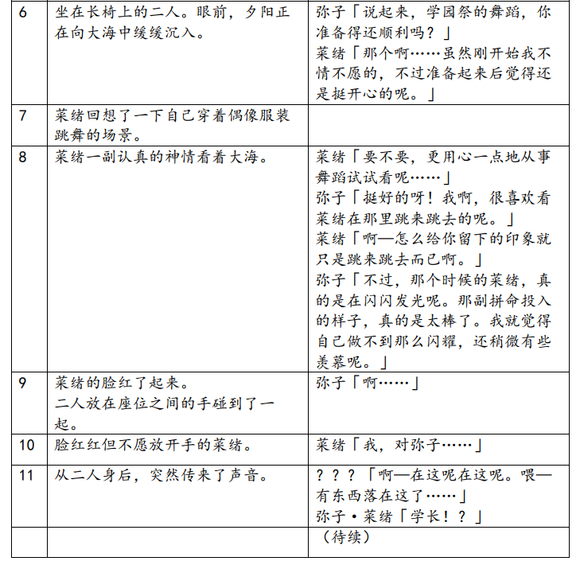 6
坐在长椅上的二人。眼前，夕阳正
在向大海中缓缓沉入。
弥子「说起来，学园祭的舞蹈，你
准备得还顺利吗？」
菜绪「那个啊……虽然刚开始我不
情不愿的，不过准备起来后觉得还
是挺开心的呢。」
7
菜绪回想了一下自己穿着偶像服装
跳舞的场景。
8
菜绪一副认真的神情看着大海。
菜绪「要不要，更用心一点地从事
舞蹈试试看呢……」
弥子「挺好的呀！我啊，很喜欢看
菜绪在那里跳来跳去的呢。」
菜绪「啊—怎么给你留下的印象就
只是跳来跳去而已啊。」
弥子「不过，那个时候的菜绪，真
的是在闪闪发光呢。那副拼命投入
的样子，真的是太棒了。我就觉得
自己做不到那么闪耀，还稍微有些
羡慕呢。」
9
菜绪的脸红了起来。
二人放在座位之间的手碰到了一
起。
弥子「啊……」
10
脸红红但不愿放开手的菜绪。
菜绪「我，对弥子……」
11
从二人身后，突然传来了声音。
？？？「啊—在这呢在这呢。喂—
有东西落在这了……」
弥子·菜绪「学长！？」
（待续）